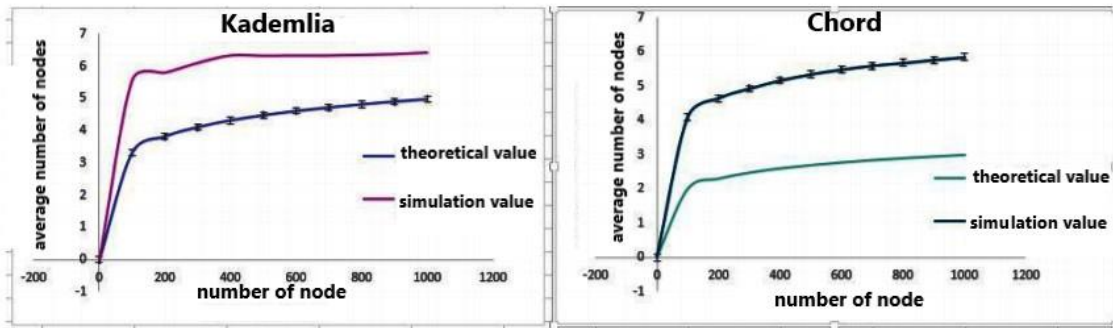 Kademlia
average number of nodes
7
6
5
4
3
2
1
0
-1
-200 0 200 400 600 800 1000 1200
number of node
theoretical value
simulation value
Chord
average number of nodes
7
6
5
4
3
2
1
0
-1
-200 0 200 400 600 800 1000 1200
number of node
theoretical value
simulation value